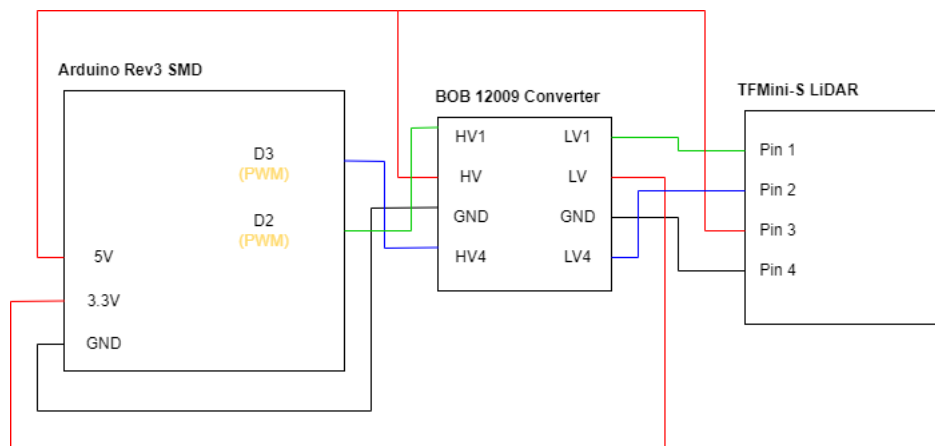 Arduino Rev3 SMD
D3
(PWM)
D2
(PWM)
5V
3.3V
GND
BOB 12009 Converter
HV1 LV1
HV LV
GND GND
HV4 LV4
TFMini-S LiDAR
Pin 1
Pin 2
Pin 3
Pin 4